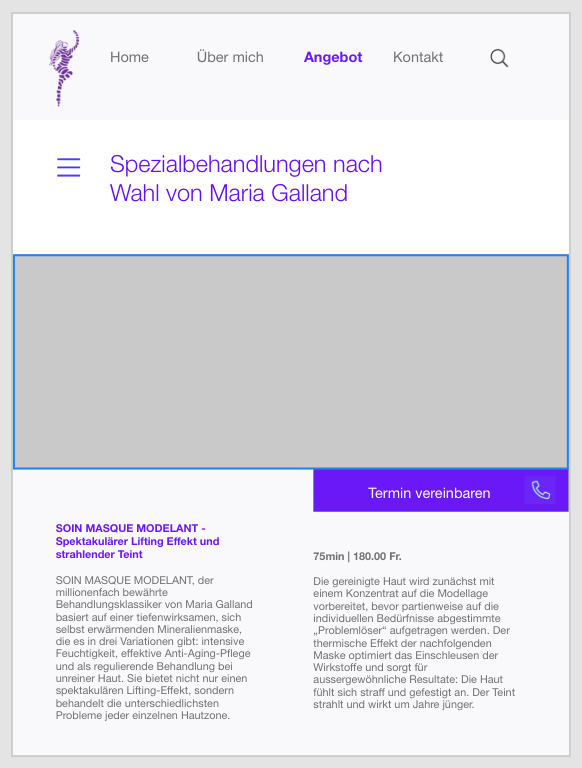 Home Über mich Angebot Kontakt
Spezialbehandlungen nach
Wahl von Maria Galland
Termin vereinbaren
SOIN MASQUE MODELANT -
Spektakulärer Lifting Effekt und
strahlender Teint
SOIN MASQUE MODELANT, der
millionenfach bewährte
Behandlungsklassiker von Maria Galland
basiert auf einer tiefenwirksamen, sich
selbst erwärmenden Mineralienmaske,
die es in drei Variationen gibt: intensive
Feuchtigkeit, effektive Anti-Aging-Pflege
und als regulierende Behandlung bei
unreiner Haut. Sie bietet nicht nur einen
spektakulären Lifting-Effekt, sondern
behandelt die unterschiedlichsten
Probleme jeder einzelnen Hautzone.
75min | 180.00 Fr.
Die gereinigte Haut wird zunächst mit
einem Konzentrat auf die Modellage
vorbereitet, bevor partienweise auf die
individuellen Bedürfnisse abgestimmte
„Problemlöser“ aufgetragen werden. Der
thermische Effekt der nachfolgenden
Maske optimiert das Einschleusen der
Wirkstoffe und sorgt für
aussergewöhnliche Resultate: Die Haut
fühlt sich straff und gefestigt an. Der Teint
strahlt und wirkt um Jahre jünger.